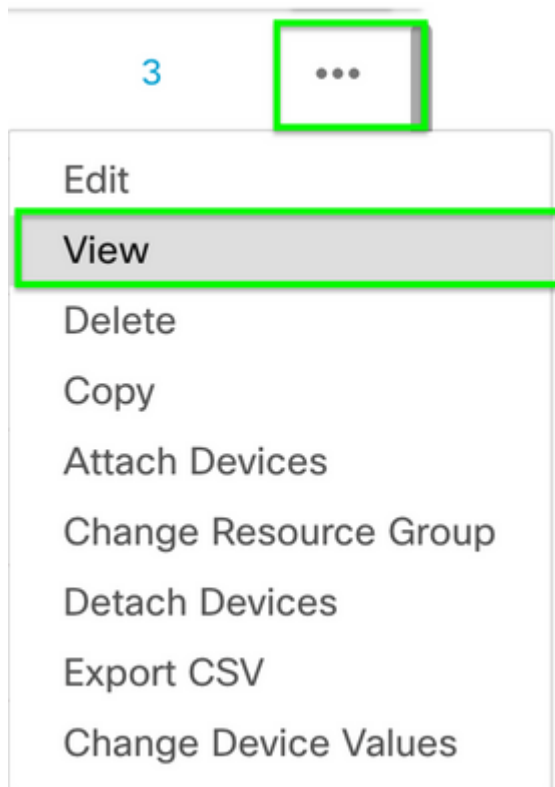 3 •••
Edit
View
Delete
Copy
Attach Devices
Change Resource Group
Detach Devices
Export CSV
Change Device Values